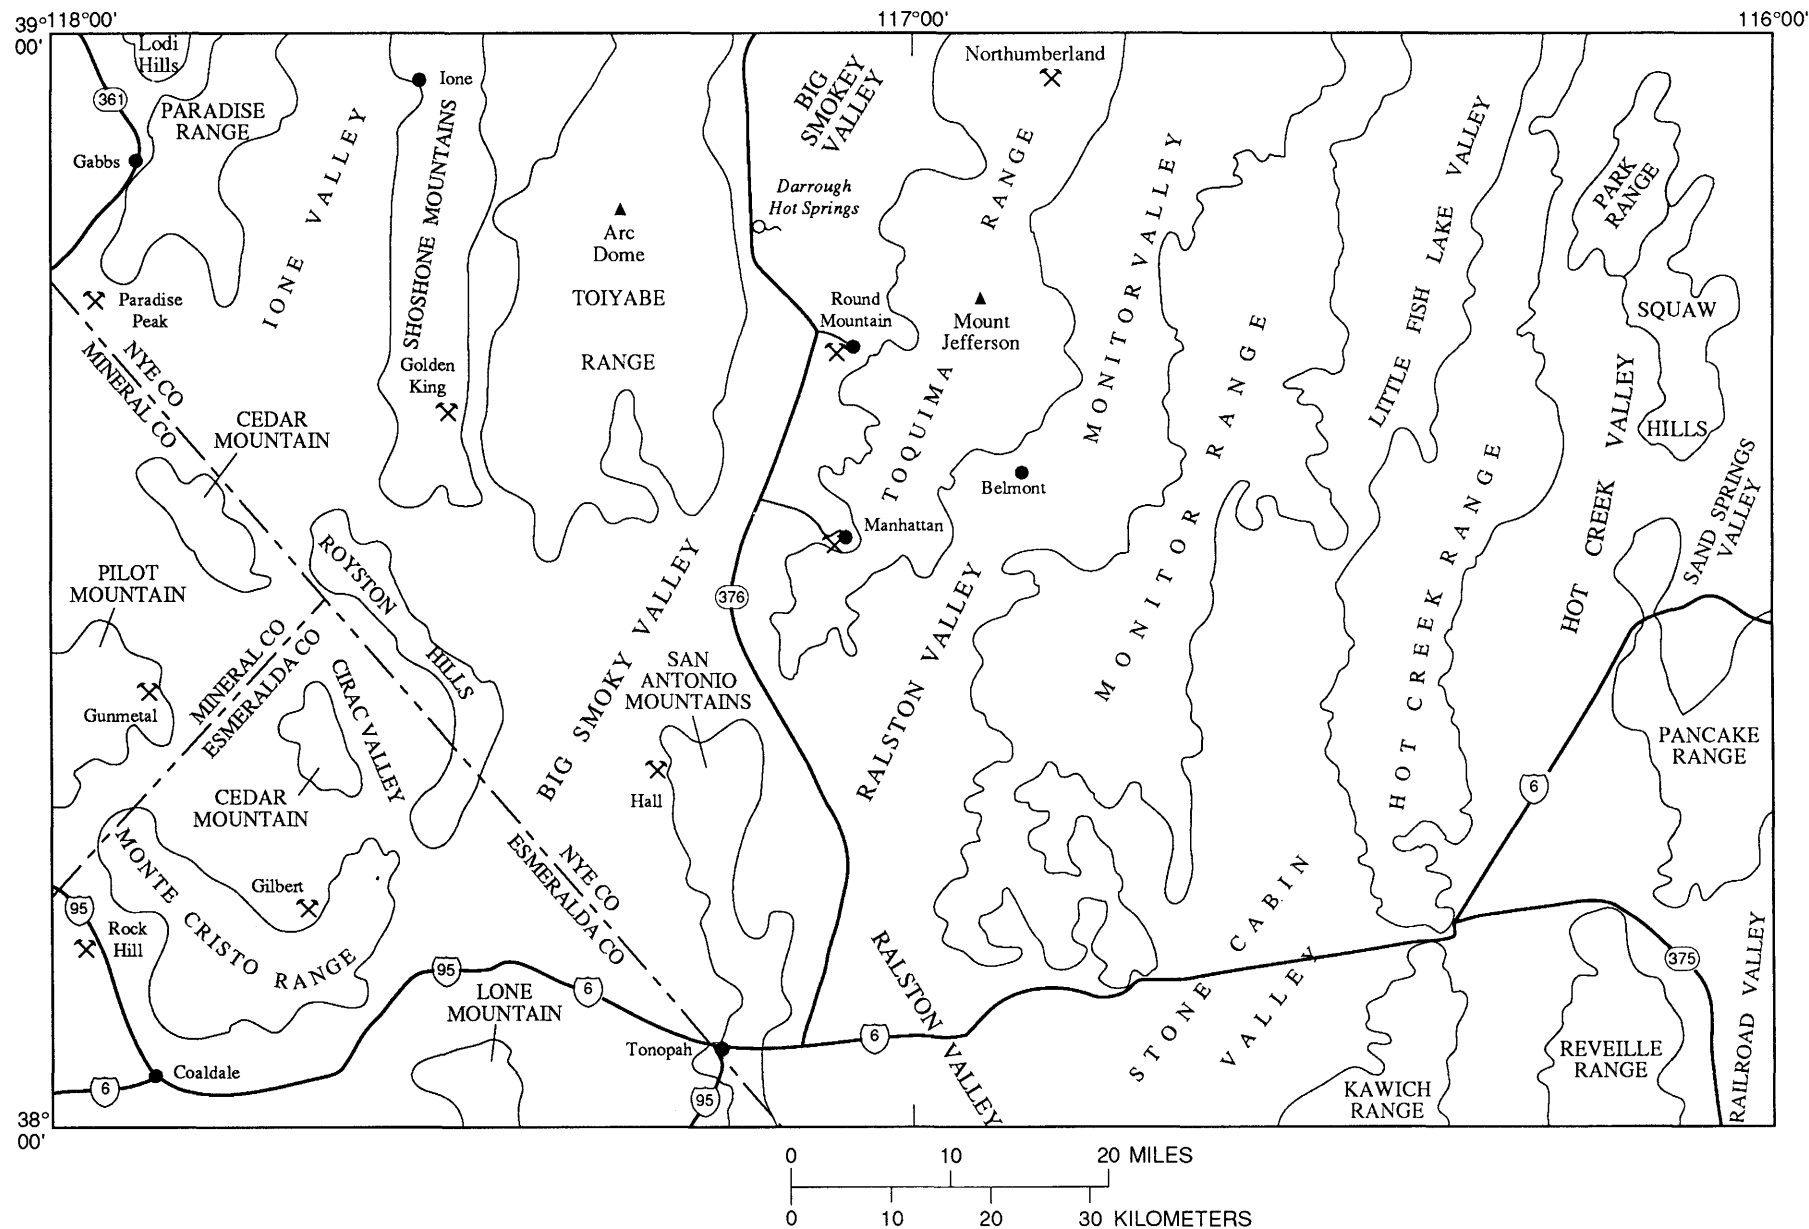 39°118°00'
00'
117°00'
116°00'
Lodi
Hills
361
PARADISE
RANGE
Gabbs
IONE VALLEY
Ione
SHOSHONE MOUNTAINS
Golden
King
Arc
Dome
TOIYABE
RANGE
BIG
SMOKEY
VALLEY
Darrough
Hot Springs
Northumberland
TOQUIMA RANGE
Round
Mountain
Mount
Jefferson
MONITOR VALLEY
MONITOR RANGE
LITTLE FISH LAKE VALLEY
PARK
RANGE
SQUAW
HILLS
HOT CREEK VALLEY
SAND SPRINGS
VALLEY
Paradise
Peak
NYE CO
MINERAL CO
CEDAR
MOUNTAIN
Belmont
Manhattan
ROYSTON
HILLS
PILOT
MOUNTAIN
376
MINERAL CO
ESMERALDA CO
CIRAC VALLEY
Gunmetal
BIG SMOKY VALLEY
SAN
ANTONIO
MOUNTAINS
Hall
RALSTON VALLEY
HOT CREEK RANGE
PANCAKE
RANGE
6
CEDAR
MOUNTAIN
MONTE CRISTO RANGE
Gilbert
NYE CO
ESMERALDA CO
95
Rock
Hill
95
6
LONE
MOUNTAIN
RALSTON VALLEY
STONE CABIN
VALLEY
375
RAILROAD VALLEY
Tonopah
6
Coaldale
6
95
KAWICH
RANGE
REVEILLE
RANGE
38°
00'
0 10 20 MILES
0 10 20 30 KILOMETERS